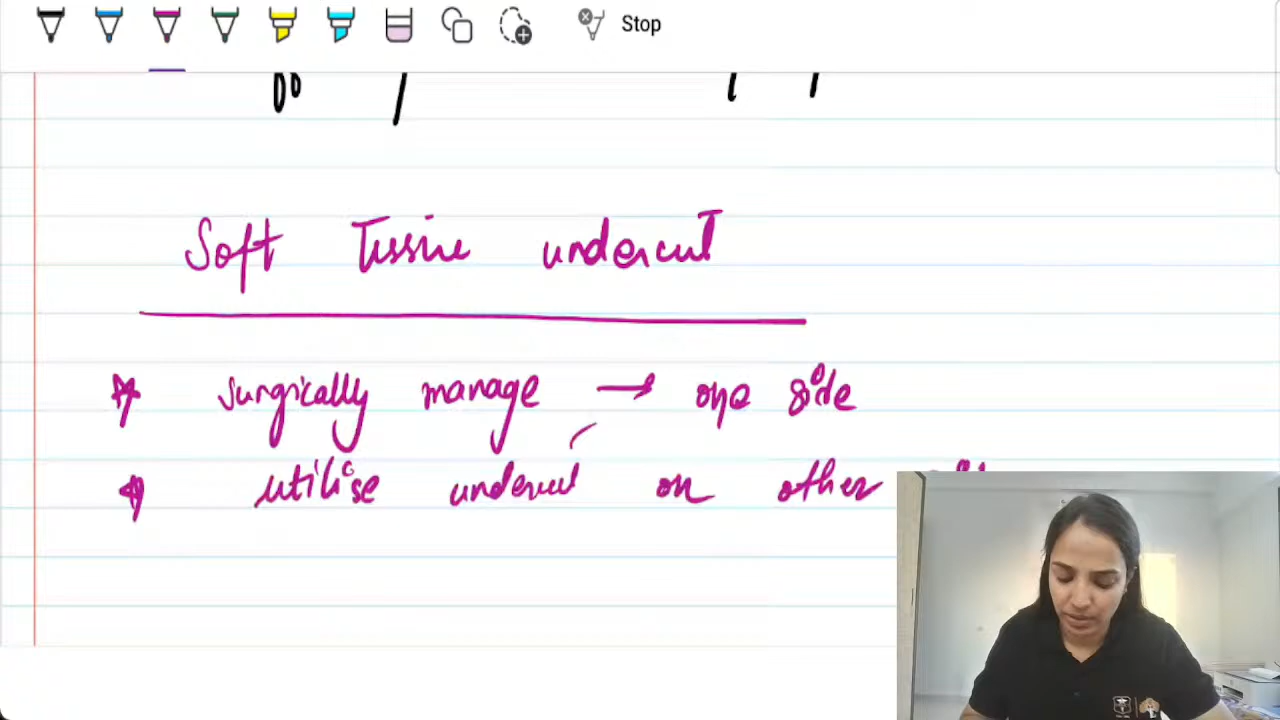 Stop
Soft Tissue undercut
surgically manage → one side
utilise undercut on other